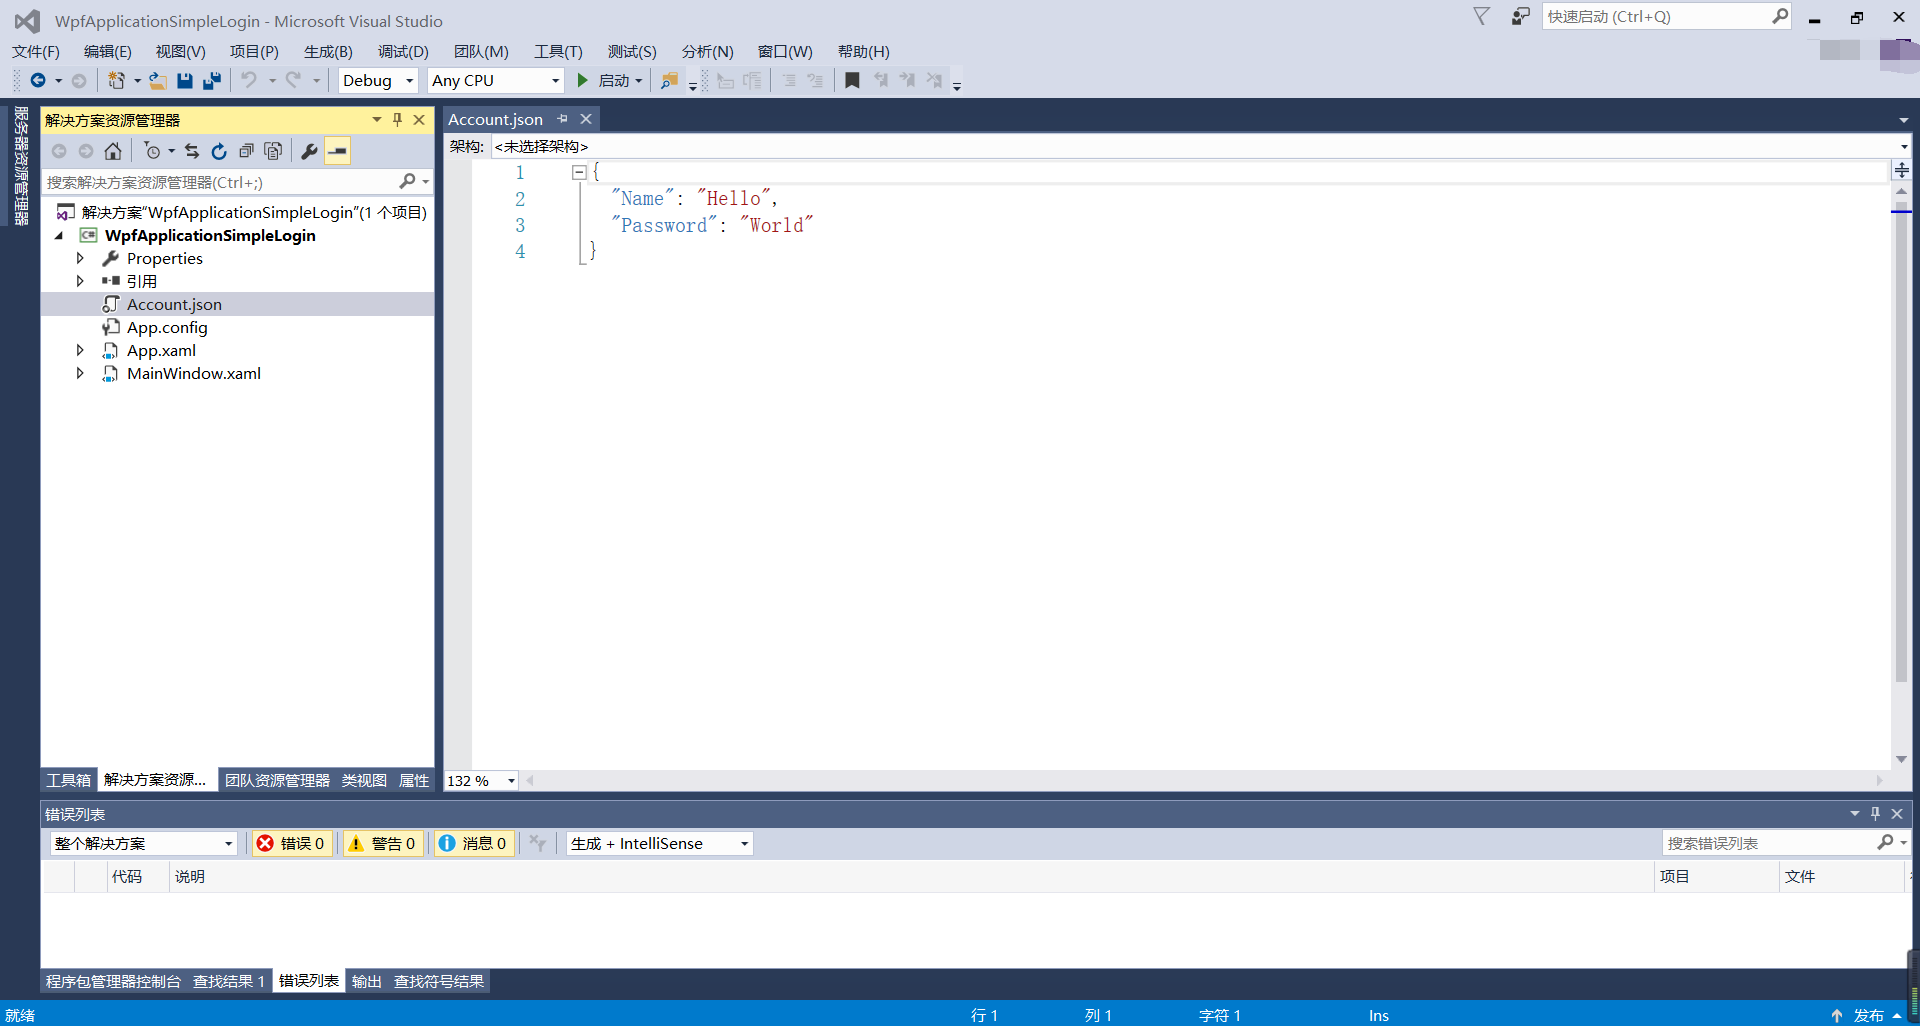 WpfApplicationSimpleLogin - Microsoft Visual Studio
快速启动 (Ctrl+Q)
文件(F) 编辑(E) 视图(V) 项目(P) 生成(B) 调试(D) 团队(M) 工具(T) 测试(S) 分析(N) 窗口(W) 帮助(H)
Debug Any CPU 启动
服务器资源管理器
解决方案资源管理器
搜索解决方案资源管理器(Ctrl+;)
解决方案“WpfApplicationSimpleLogin”(1 个项目)
C# WpfApplicationSimpleLogin
Properties
引用
Account.json
App.config
App.xaml
MainWindow.xaml
工具箱 解决方案资源... 团队资源管理器 类视图 属性
Account.json
架构: <未选择架构>
1 {
2 "Name": "Hello",
3 "Password": "World"
4 }
132 %
错误列表
整个解决方案 错误 0 警告 0 消息 0 生成 + IntelliSense 搜索错误列表
代码 说明 项目 文件
程序包管理器控制台 查找结果 1 错误列表 输出 查找符号结果
就绪 行 1 列 1 字符 1 Ins 发布